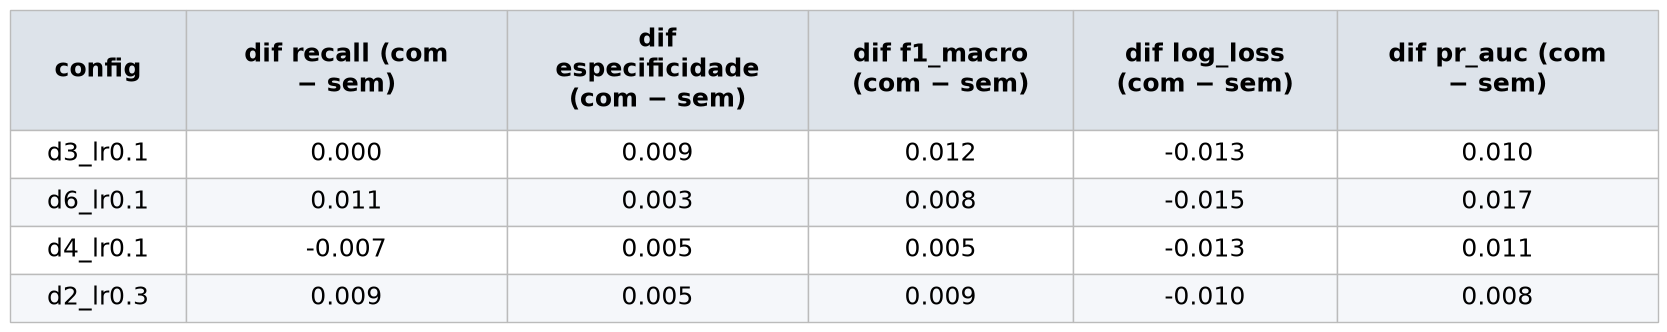 config | dif recall (com − sem) | dif especificidade (com − sem) | dif f1_macro (com − sem) | dif log_loss (com − sem) | dif pr_auc (com − sem)
d3_lr0.1 | 0.000 | 0.009 | 0.012 | -0.013 | 0.010
d6_lr0.1 | 0.011 | 0.003 | 0.008 | -0.015 | 0.017
d4_lr0.1 | -0.007 | 0.005 | 0.005 | -0.013 | 0.011
d2_lr0.3 | 0.009 | 0.005 | 0.009 | -0.010 | 0.008